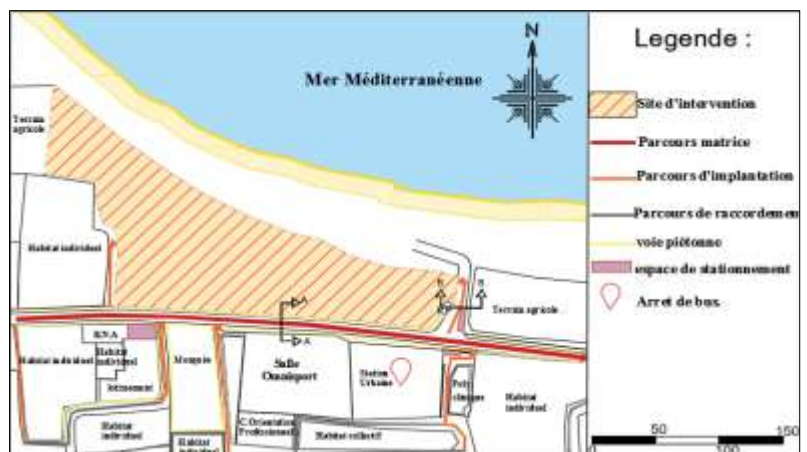 Legende :
N
Mer Méditerranéenne
Site d'intervention
Parcours matrice
Parcours d'implantation
Parcours de raccordemen
voie piétonne
espace de stationnement
Arret de bus.
50
150
0
100
Terrain
agricole
Habitat individuel
A
A
B
B
Terrain agricole
Habitat individuel
Habitat
individuel
lotissement
Mosquée
Salle
Omnisport
Station
Urbaine
Poly
clinique
Habitat
individuel
Habitat
individuel
Habitat
individuel
C.Orientation
Professionnel
Habitat collectif